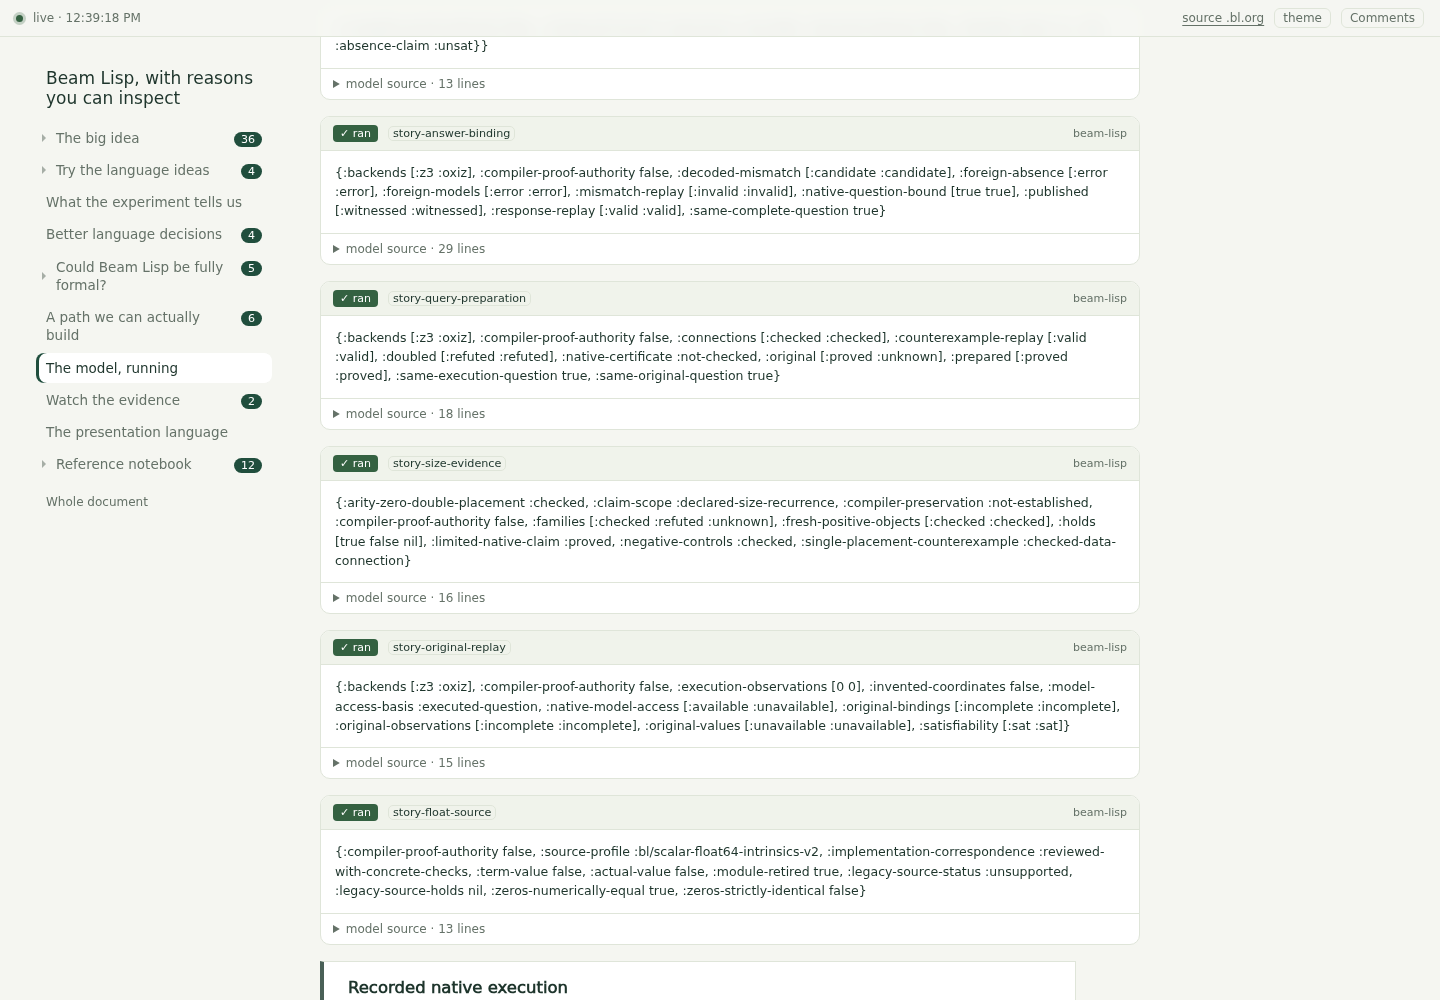 live · 12:39:18 PM
source .bl.org
theme
Comments
Beam Lisp, with reasons
you can inspect
The big idea
36
Try the language ideas
4
What the experiment tells us
Better language decisions
4
Could Beam Lisp be fully
formal?
5
A path we can actually
build
6
The model, running
Watch the evidence
2
The presentation language
Reference notebook
12
Whole document
:absence-claim :unsat}}
model source · 13 lines
✓ ran
story-answer-binding
beam-lisp
{:backends [:z3 :oxiz], :compiler-proof-authority false, :decoded-mismatch [:candidate :candidate], :foreign-absence [:error
:error], :foreign-models [:error :error], :mismatch-replay [:invalid :invalid], :native-question-bound [true true], :published
[:witnessed :witnessed], :response-replay [:valid :valid], :same-complete-question true}
model source · 29 lines
✓ ran
story-query-preparation
beam-lisp
{:backends [:z3 :oxiz], :compiler-proof-authority false, :connections [:checked :checked], :counterexample-replay [:valid
:valid], :doubled [:refuted :refuted], :native-certificate :not-checked, :original [:proved :unknown], :prepared [:proved
:proved], :same-execution-question true, :same-original-question true}
model source · 18 lines
✓ ran
story-size-evidence
beam-lisp
{:arity-zero-double-placement :checked, :claim-scope :declared-size-recurrence, :compiler-preservation :not-established,
:compiler-proof-authority false, :families [:checked :refuted :unknown], :fresh-positive-objects [:checked :checked], :holds
[true false nil], :limited-native-claim :proved, :negative-controls :checked, :single-placement-counterexample :checked-data-
connection}
model source · 16 lines
✓ ran
story-original-replay
beam-lisp
{:backends [:z3 :oxiz], :compiler-proof-authority false, :execution-observations [0 0], :invented-coordinates false, :model-
access-basis :executed-question, :native-model-access [:available :unavailable], :original-bindings [:incomplete :incomplete],
:original-observations [:incomplete :incomplete], :original-values [:unavailable :unavailable], :satisfiability [:sat :sat]}
model source · 15 lines
✓ ran
story-float-source
beam-lisp
{:compiler-proof-authority false, :source-profile :bl/scalar-float64-intrinsics-v2, :implementation-correspondence :reviewed-
with-concrete-checks, :term-value false, :actual-value false, :module-retired true, :legacy-source-status :unsupported,
:legacy-source-holds nil, :zeros-numerically-equal true, :zeros-strictly-identical false}
model source · 13 lines
Recorded native execution